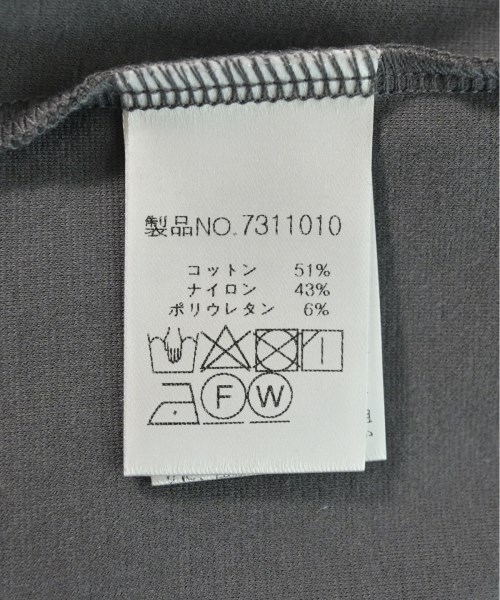 製品NO.7311010
コットン 51%
ナイロン 43%
ポリウレタン 6%
F W